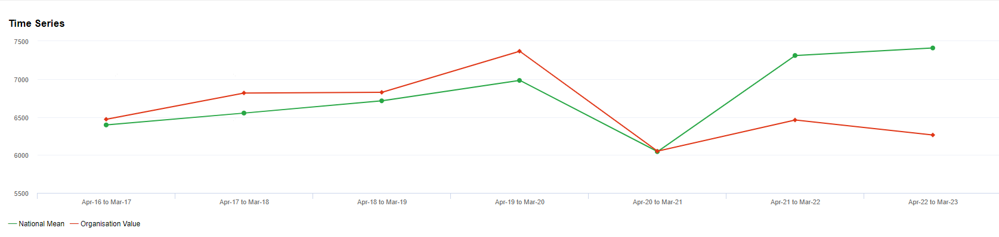 Time Series
7500
7000
6500
6000
5500
Apr-16 to Mar-17 Apr-17 to Mar-18 Apr-18 to Mar-19 Apr-19 to Mar-20 Apr-20 to Mar-21 Apr-21 to Mar-22 Apr-22 to Mar-23
National Mean Organisation Value